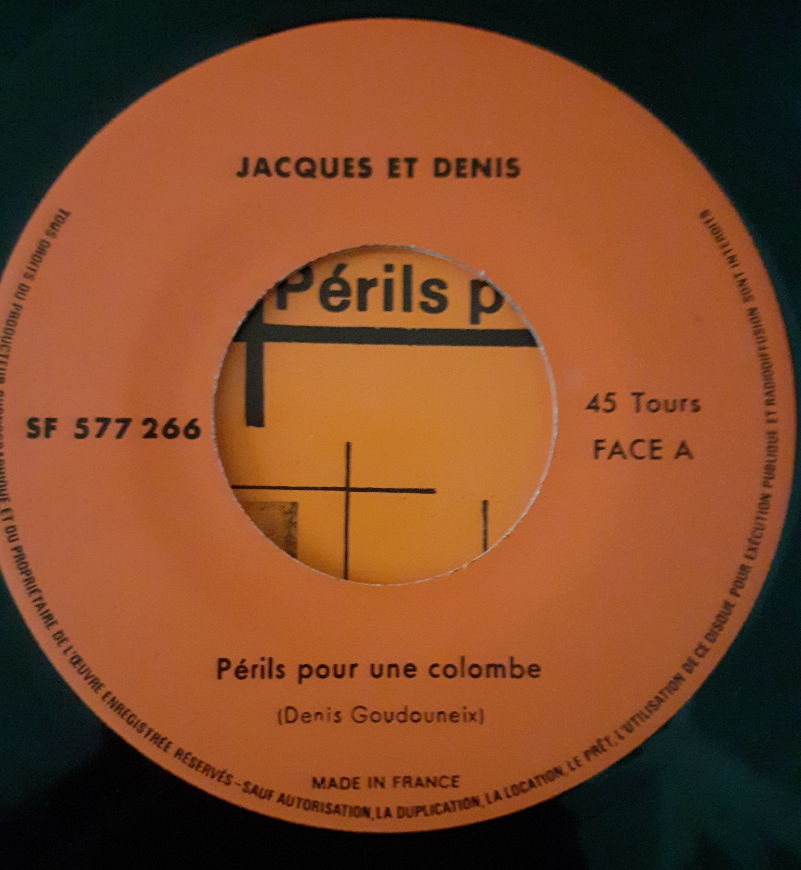 JACQUES ET DENIS
Périls p
SF 577 266
45 Tours
FACE A
Périls pour une colombe
(Denis Goudouneix)
MADE IN FRANCE
TOUS DROITS DU PRODUCTEUR PHONOGRAPHIQUE ET DU PROPRIÉTAIRE DE L'ŒUVRE ENREGISTRÉE RÉSERVÉS - SAUF AUTORISATION, LA DUPLICATION, LA LOCATION, LE PRÊT, L'UTILISATION DE CE DISQUE POUR EXÉCUTION PUBLIQUE ET RADIODIFFUSION SONT INTERDITS